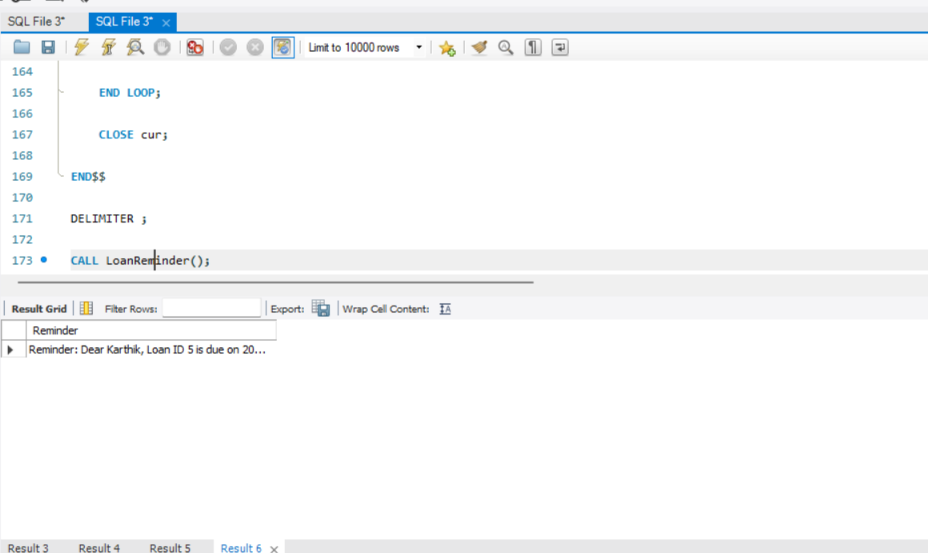 SQL File 3* SQL File 3*
Limit to 10000 rows
164
165 END LOOP;
166
167 CLOSE cur;
168
169 END$$
170
171 DELIMITER ;
172
173 CALL LoanReminder();
Result Grid Filter Rows: Export: Wrap Cell Content:
Reminder
Reminder: Dear Karthik, Loan ID 5 is due on 20...
Result 3 Result 4 Result 5 Result 6